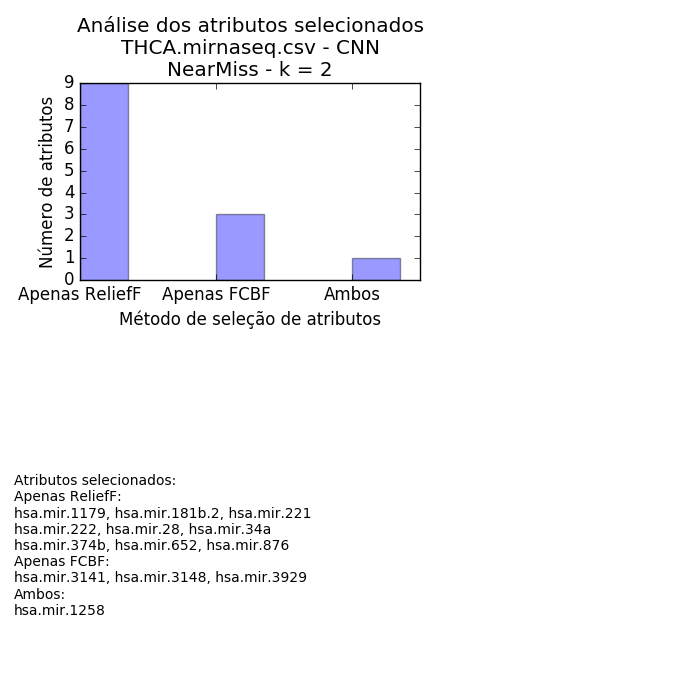 Análise dos atributos selecionados
THCA.mirnaseq.csv - CNN
NearMiss - k = 2
9
8
7
6
5
4
3
2
1
0
Número de atributos
Apenas ReliefF
Apenas FCBF
Ambos
Método de seleção de atributos
Atributos selecionados:
Apenas ReliefF:
hsa.mir.1179, hsa.mir.181b.2, hsa.mir.221
hsa.mir.222, hsa.mir.28, hsa.mir.34a
hsa.mir.374b, hsa.mir.652, hsa.mir.876
Apenas FCBF:
hsa.mir.3141, hsa.mir.3148, hsa.mir.3929
Ambos:
hsa.mir.1258